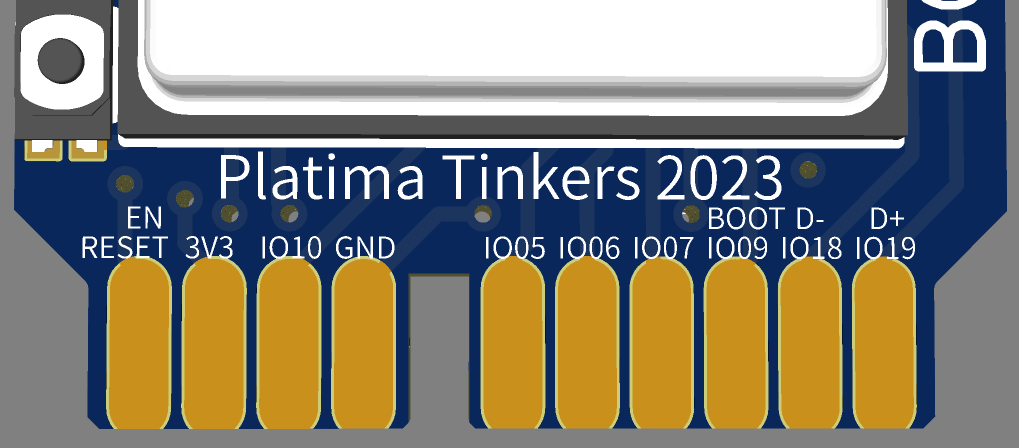 BO
Platima Tinkers 2023
EN BOOT D- D+
RESET 3V3 IO10 GND IO05 IO06 IO07 IO09 IO18 IO19